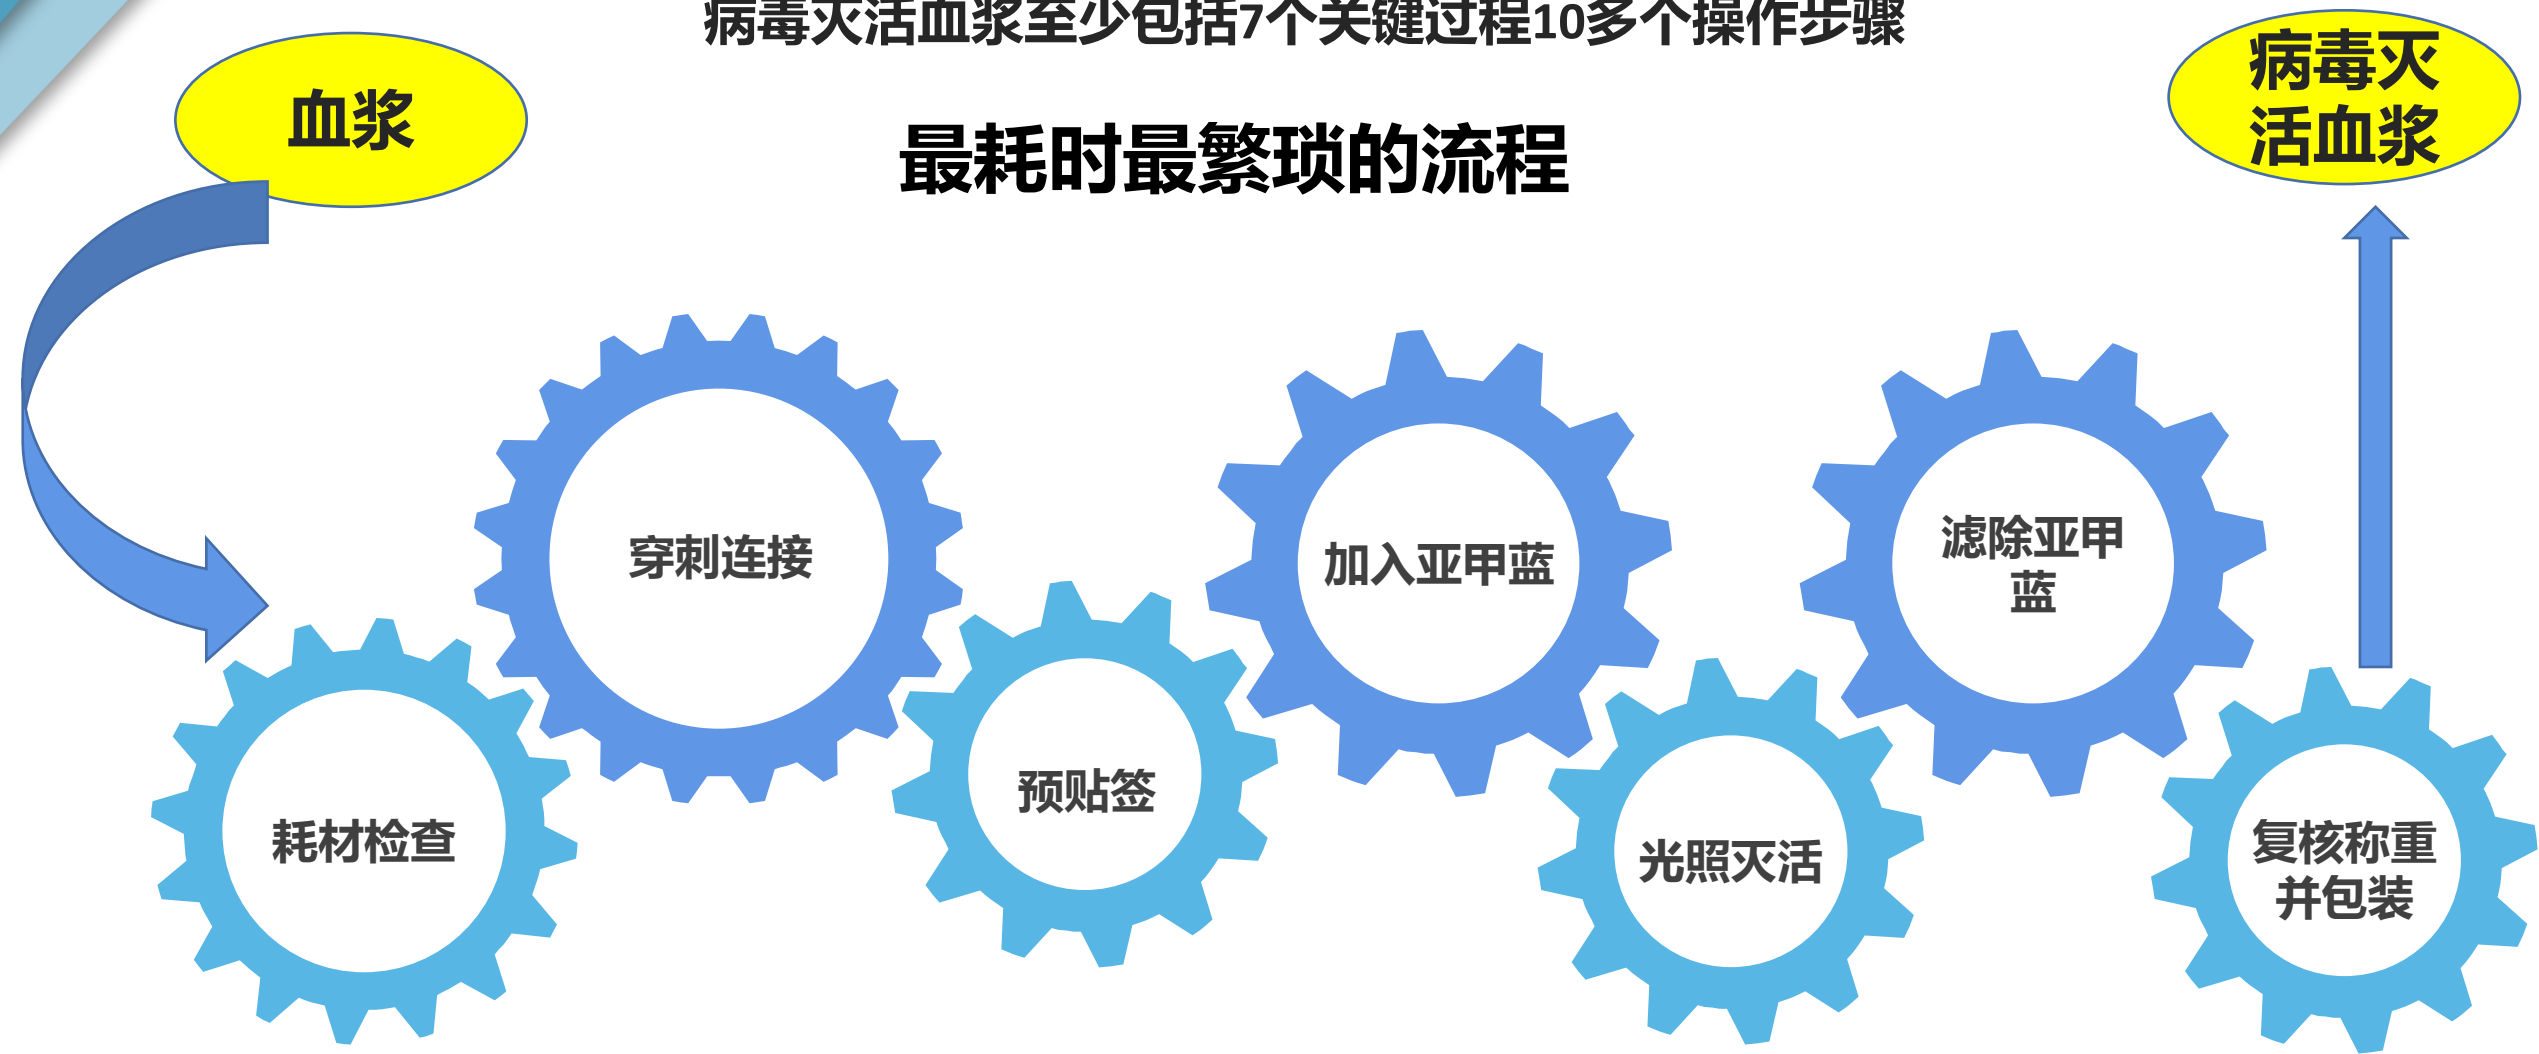 病毒灭活血浆至少包括7个关键过程10多个操作步骤
血浆
最耗时最繁琐的流程
病毒灭
活血浆
耗材检查
穿刺连接
预贴签
加入亚甲蓝
光照灭活
滤除亚甲
蓝
复核称重
并包装